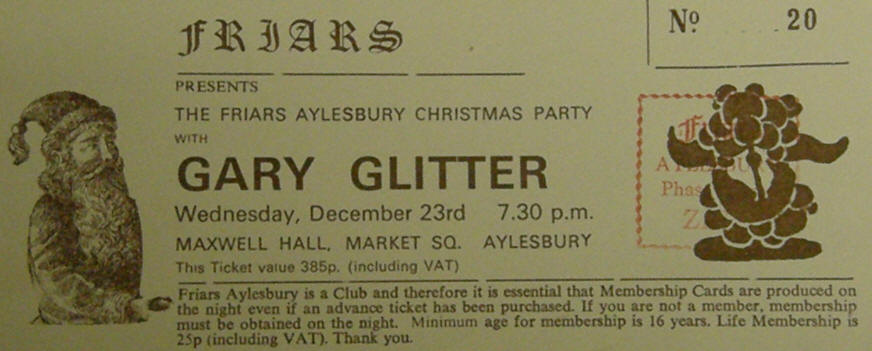 FRIARS
Nº 20
PRESENTS
THE FRIARS AYLESBURY CHRISTMAS PARTY
WITH
GARY GLITTER
Wednesday, December 23rd 7.30 p.m.
MAXWELL HALL, MARKET SQ. AYLESBURY
This Ticket value 385p. (including VAT)
Friars Aylesbury is a Club and therefore it is essential that Membership Cards are produced on
the night even if an advance ticket has been purchased. If you are not a member, membership
must be obtained on the night. Minimum age for membership is 16 years. Life Membership is
25p (including VAT). Thank you.